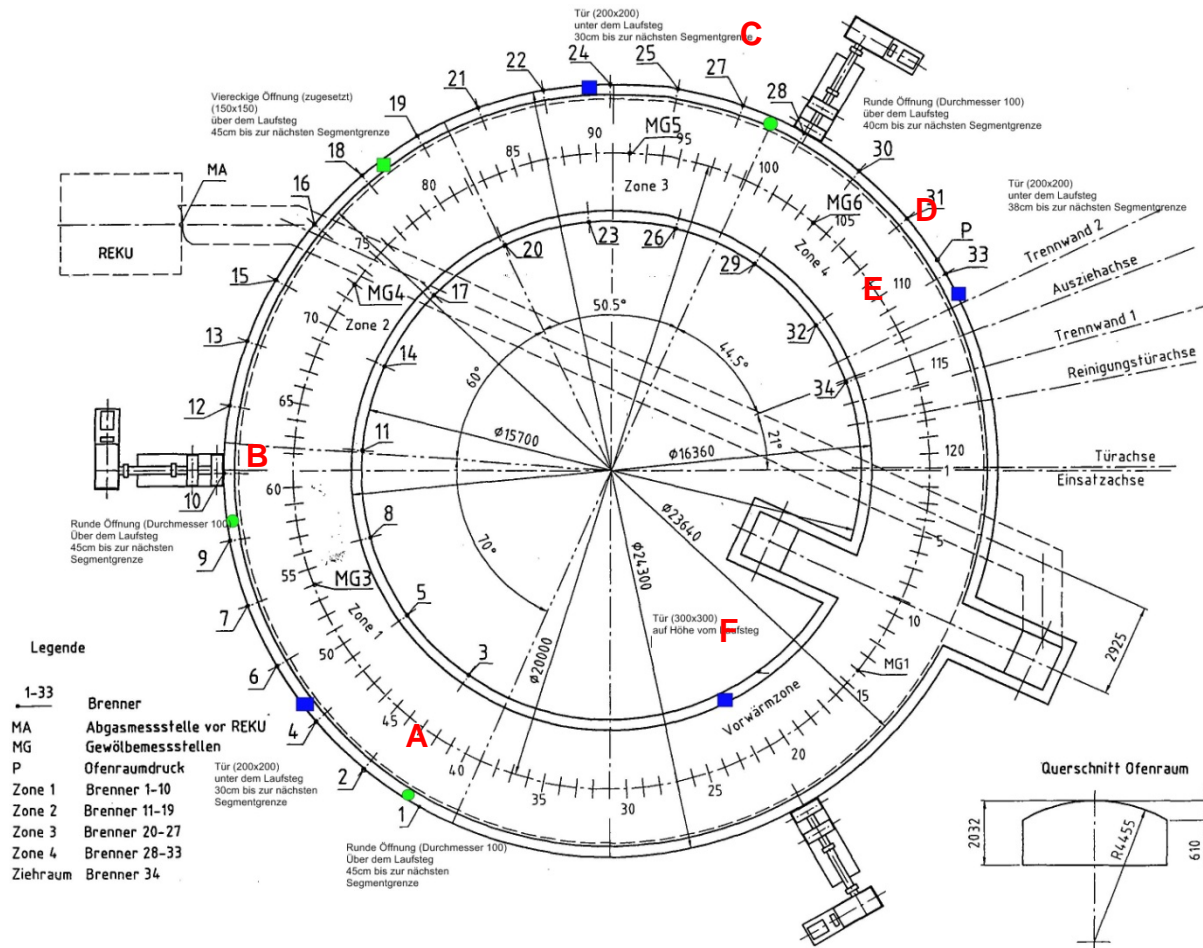 Tür (200x200)
unter dem Laufsteg
30cm bis zur nächsten Segmentgrenze
C
Viereckige Öffnung (zugesetzt)
(150x150)
über dem Laufsteg
45cm bis zur nächsten
Segmentgrenze
Runde Öffnung (Durchmesser 100)
über dem Laufsteg
40cm bis zur nächsten Segmentgrenze
Tür (200x200)
unter dem Laufsteg
38cm bis zur nächsten Segmentgrenze
18
19
21
22
24
25
27
28
30
31
D
P
33
MA
REKU
16
15
13
12
B
10
9
7
6
4
2
1
MG5
MG6
MG4
MG3
MG1
Zone 3
Zone 4
E
Zone 2
Zone 1
Vorwärmzone
75
80
85
90
95
100
105
110
115
120
1
5
10
15
20
25
30
35
40
45
50
55
60
65
70
A
17
20
23
26
29
32
34
14
11
8
5
3
50.5°
44.5°
60°
21°
70°
Ø15700
Ø16360
Ø23640
Ø24300
Ø20000
2925
Trennwand 2
Ausziehachse
Trennwand 1
Reinigungstürachse
Türachse
Einsatzachse
Runde Öffnung (Durchmesser 100)
Über dem Laufsteg
45cm bis zur nächsten
Segmentgrenze
Tür (300x300)
auf Höhe vom Laufsteg
F
Tür (200x200)
unter dem Laufsteg
30cm bis zur nächsten
Segmentgrenze
Runde Öffnung (Durchmesser 100)
Über dem Laufsteg
45cm bis zur nächsten
Segmentgrenze
Legende
1-33 Brenner
MA Abgasmessstelle vor REKU
MG Gewölbemessstellen
P Ofenraumdruck
Zone 1 Brenner 1-10
Zone 2 Brenner 11-19
Zone 3 Brenner 20-27
Zone 4 Brenner 28-33
Ziehraum Brenner 34
Querschnitt Ofenraum
2032
R4455
610